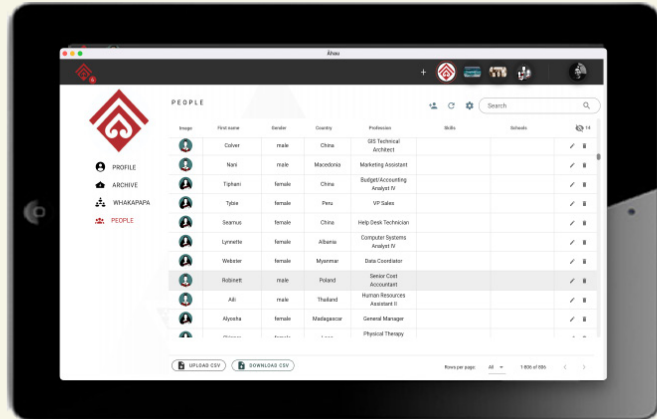 Āhau
+
PEOPLE
Search
Image First name Gender Country Profession Skills Schools 14
Colver male China GIS Technical Architect
Nani male Macedonia Marketing Assistant
Tiphani female China Budget/Accounting Analyst IV
Tybie female Peru VP Sales
Seamus female China Help Desk Technician
Lynnette female Albania Computer Systems Analyst IV
Webster female Myanmar Data Coordiator
Robinett male Poland Senior Cost Accountant
Alli male Thailand Human Resources Assistant II
Alyosha female Madagascar General Manager
Physical Therapy
PROFILE
ARCHIVE
WHAKAPAPA
PEOPLE
UPLOAD CSV DOWNLOAD CSV Rows per page: All